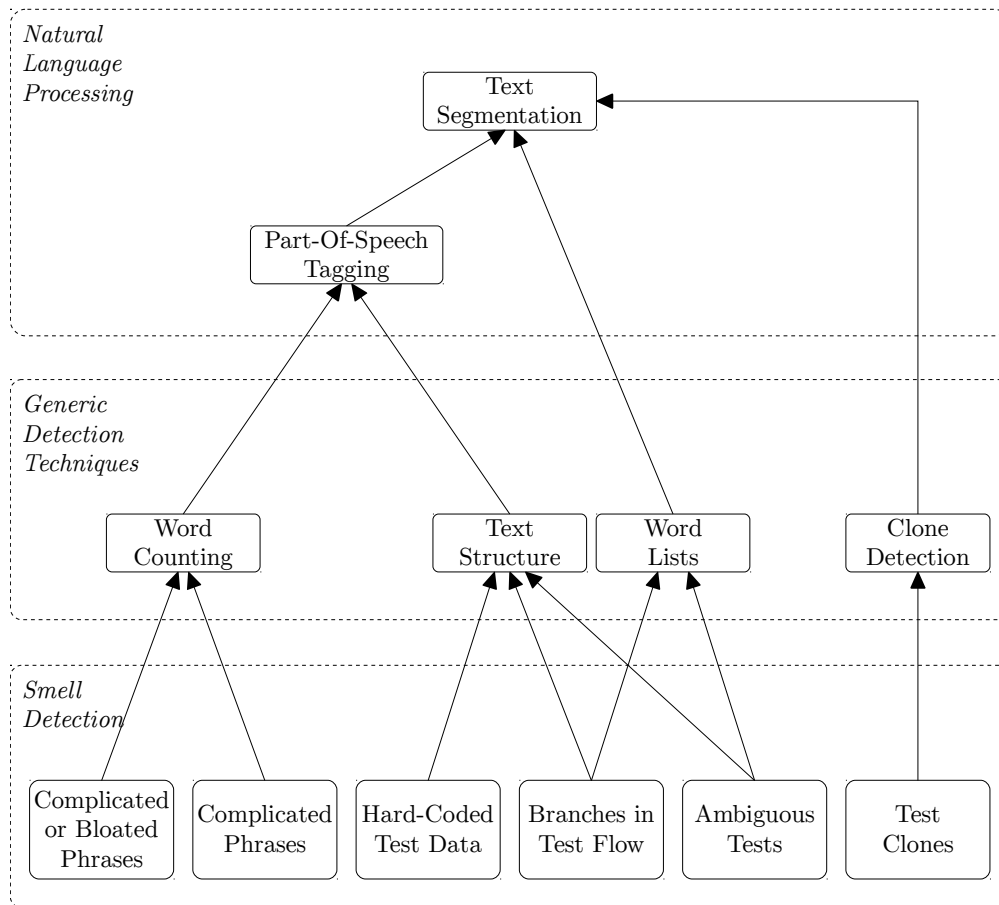 Natural
Language
Processing
Text
Segmentation
Part-Of-Speech
Tagging
Generic
Detection
Techniques
Word
Counting
Text
Structure
Word
Lists
Clone
Detection
Smell
Detection
Complicated
or Bloated
Phrases
Complicated
Phrases
Hard-Coded
Test Data
Branches in
Test Flow
Ambiguous
Tests
Test
Clones